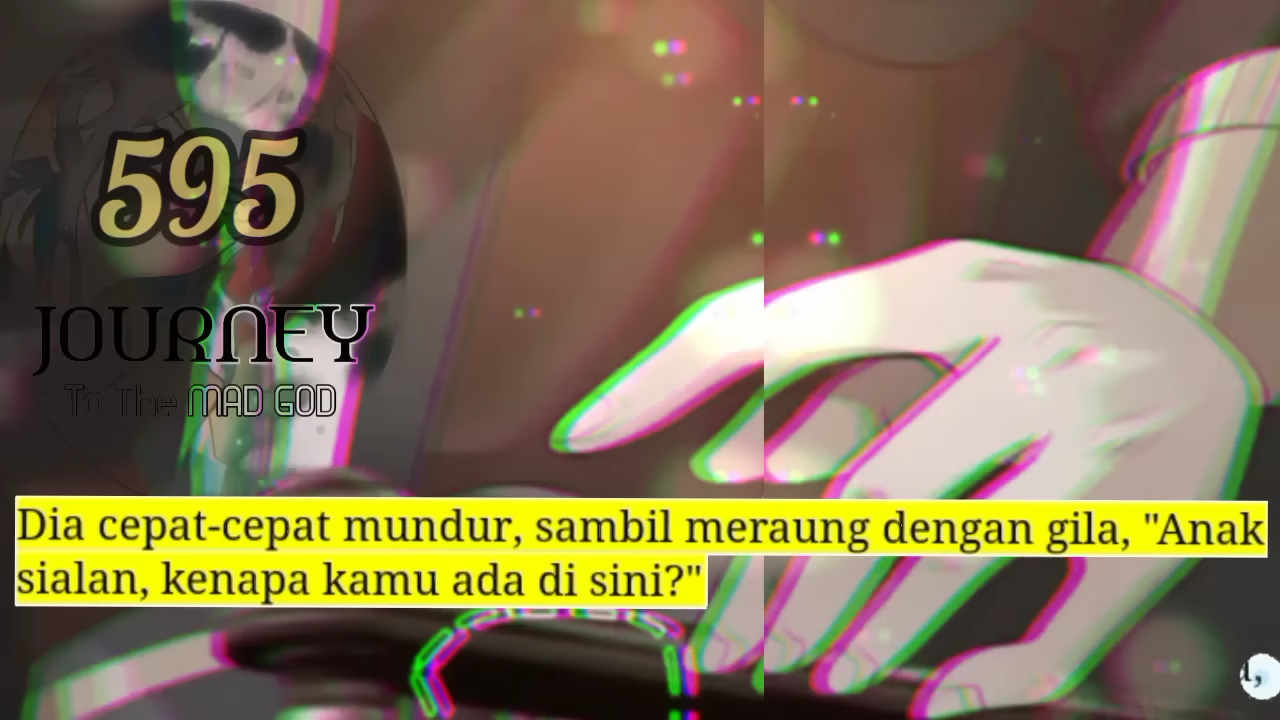 595
JOURNEY
To The MAD GOD
Dia cepat-cepat mundur, sambil meraung dengan gila, "Anak
sialan, kenapa kamu ada di sini?"